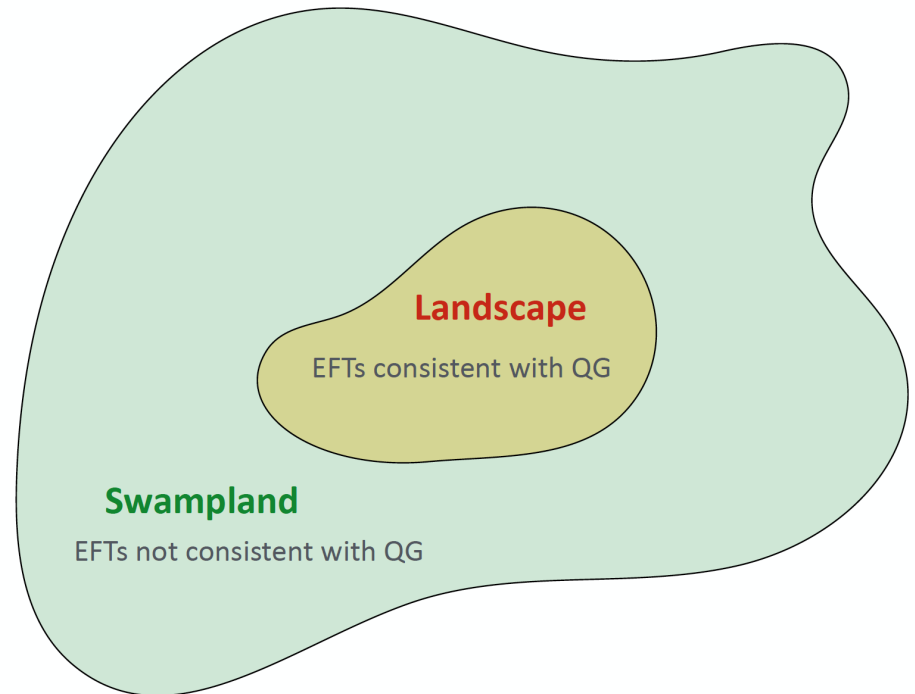 Landscape
EFTs consistent with QG
Swampland
EFTs not consistent with QG